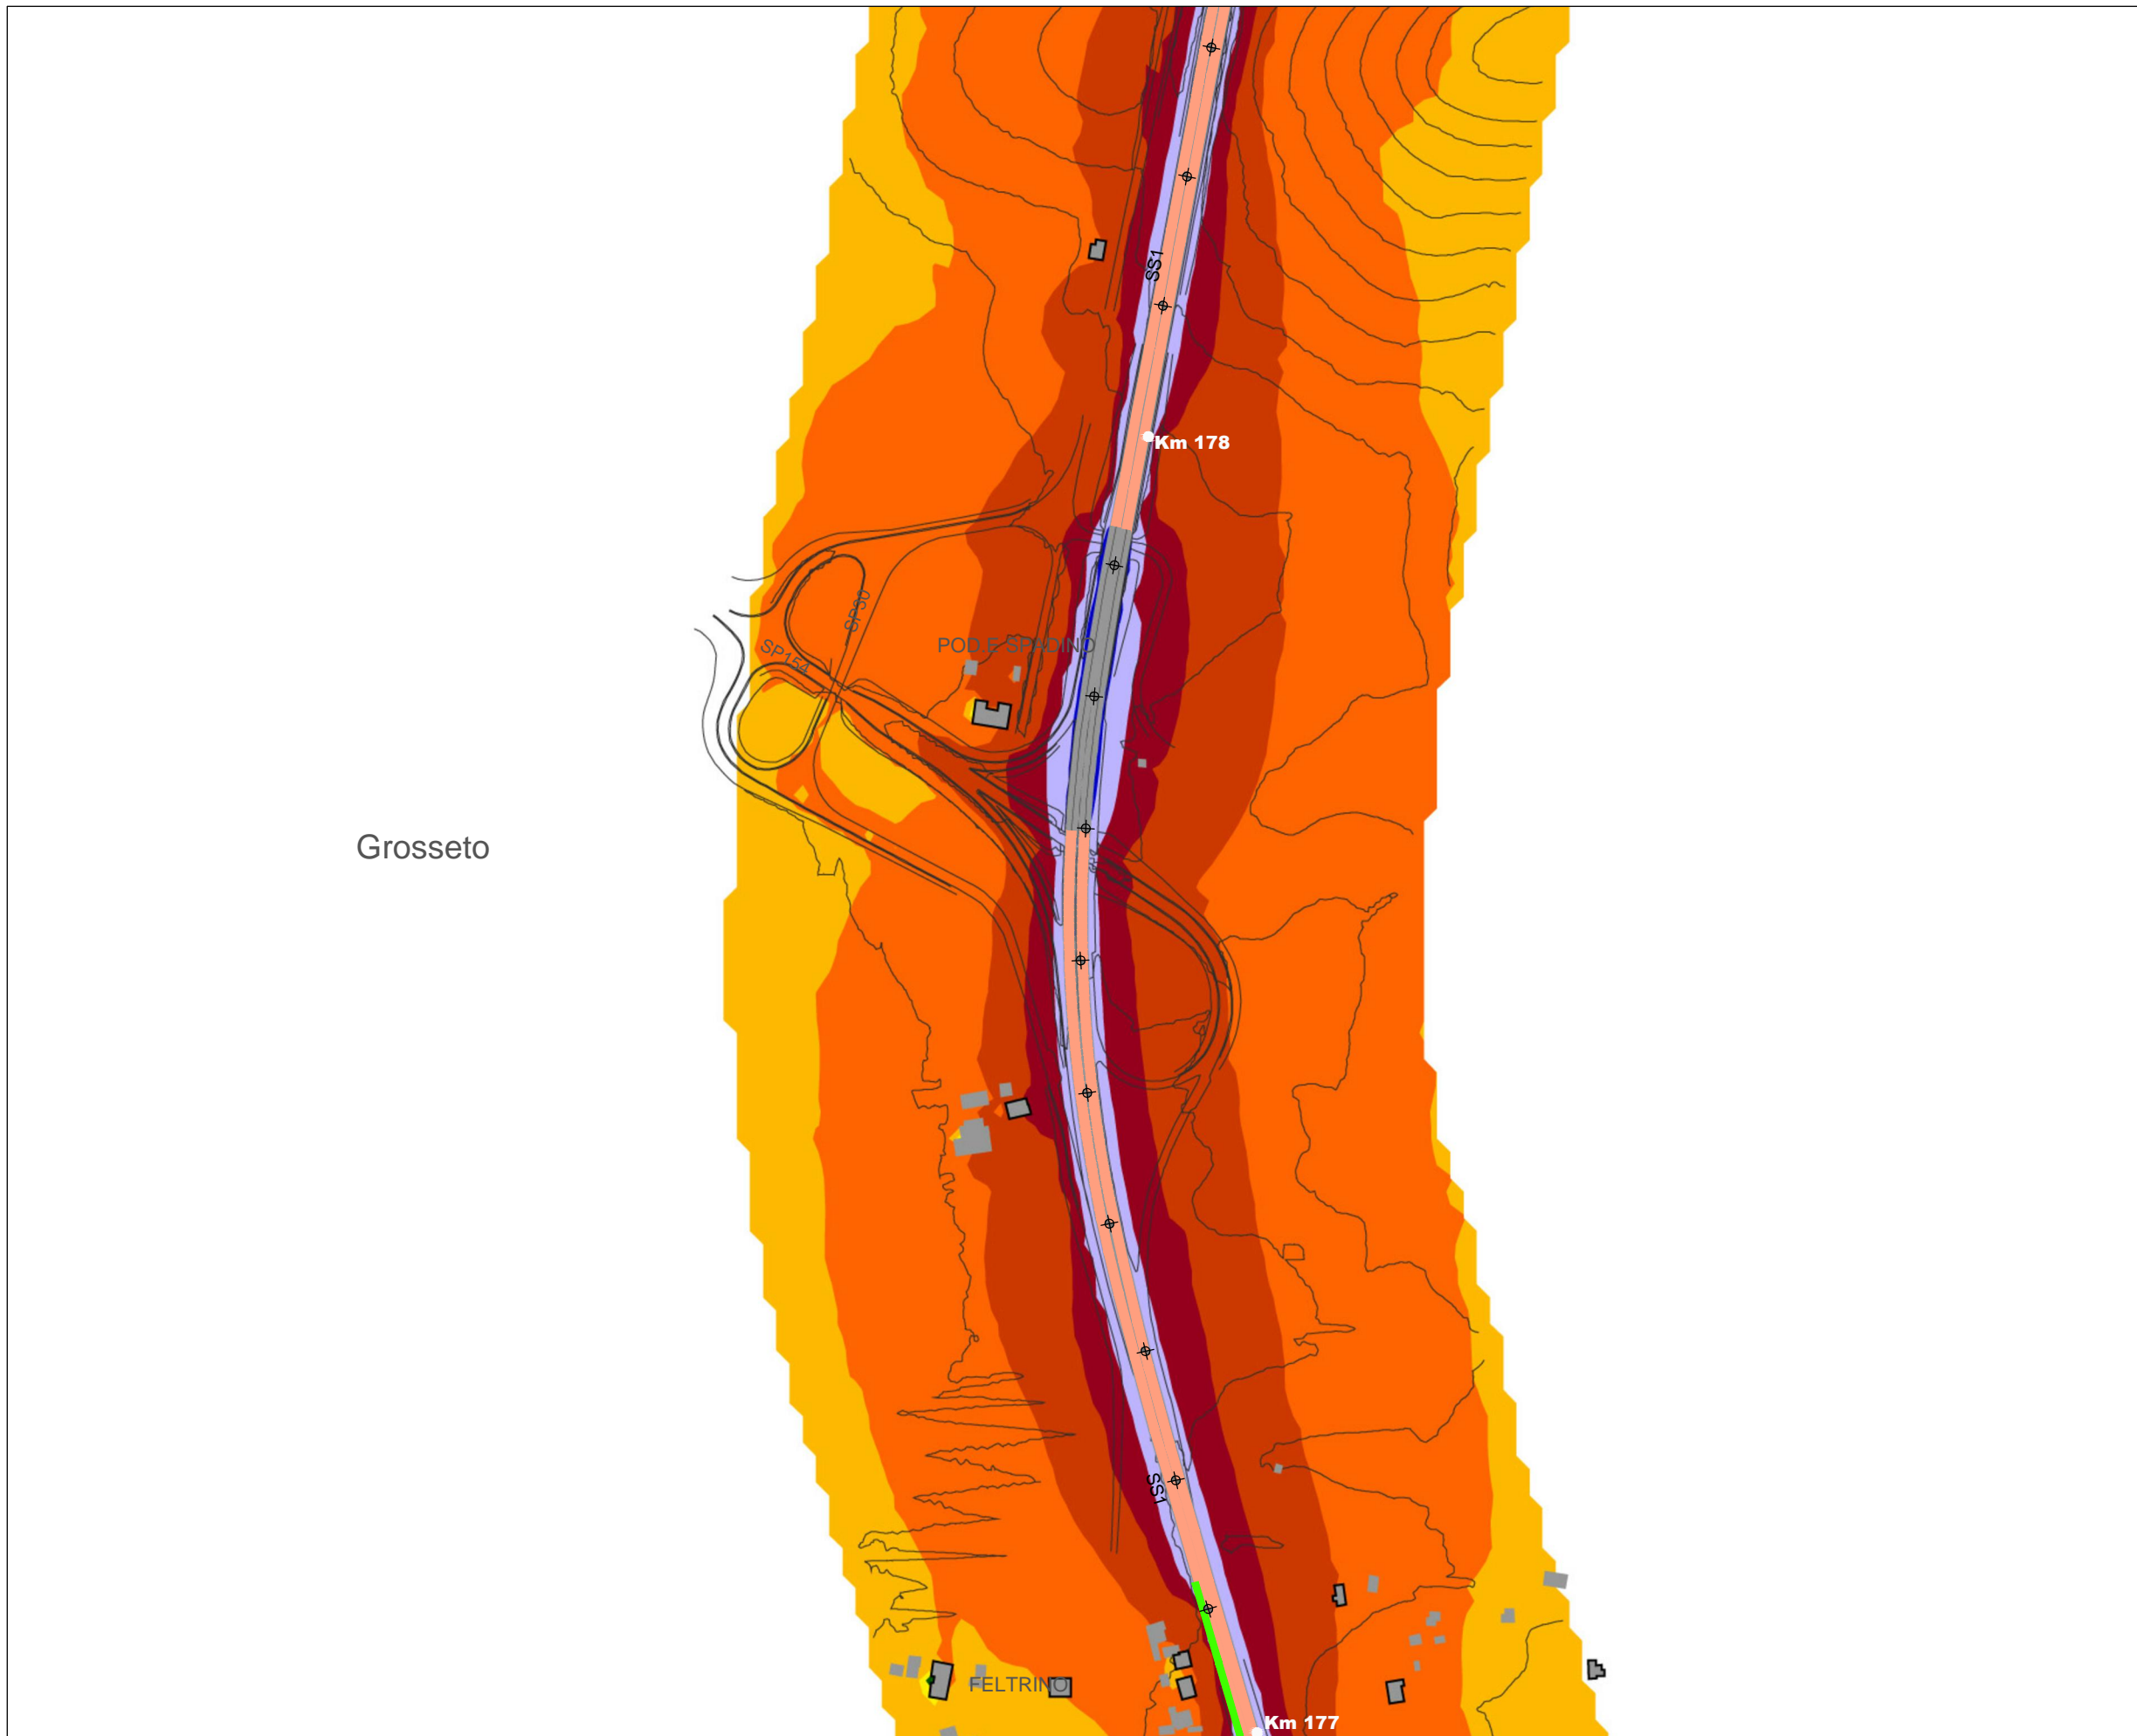 SS1
Km 178
SP30
POD.E SPADINO
SP154
Grosseto
SS1
FELTRINO
Km 177